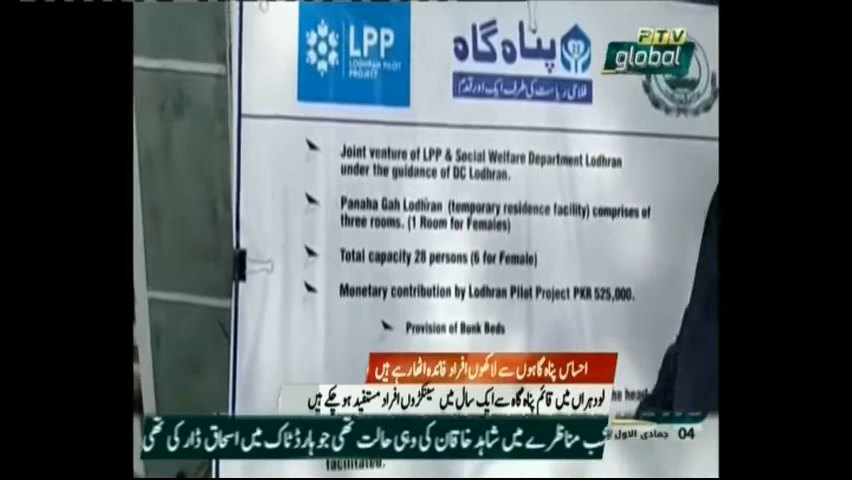 LPP
LODHRAN PILOT
PROJECT
پناہ گاہ
فلاحی ریاست کی طرف ایک اور قدم
PTV
global
Joint venture of LPP & Social Welfare Department Lodhran
under the guidance of DC Lodhran.
Panaha Gah Lodhran (temporary residence facility) comprises of
three rooms. (1 Room for Females)
Total capacity 28 persons (6 for Female)
Monetary contribution by Lodhran Pilot Project PKR 525,000.
Provision of Bunk Beds
احساس پناہ گاہوں سے لاکھوں افراد فائدہ اٹھا رہے ہیں
لودہراں میں قائم پناہ گاہ سے ایک سال میں سینکڑوں افراد مستفید ہو چکے ہیں
he head
مناظرے میں شاہد خاقان کی وہی حالت تھی جو ہارڈ ٹاک میں اسحاق ڈار کی تھی
04 جمادی الاول
facilitated.